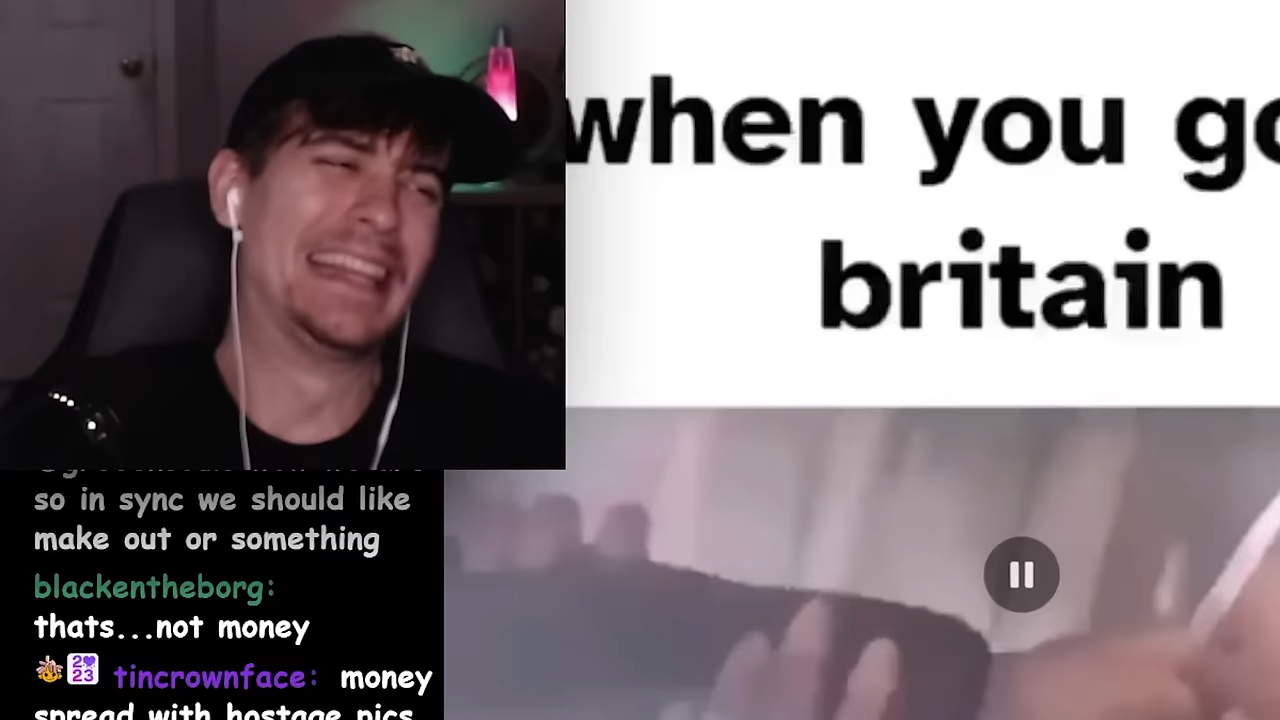 when you go
britain
so in sync we should like
make out or something
blackentheborg:
thats...not money
2023 tincrownface: money
spread with hostage pics